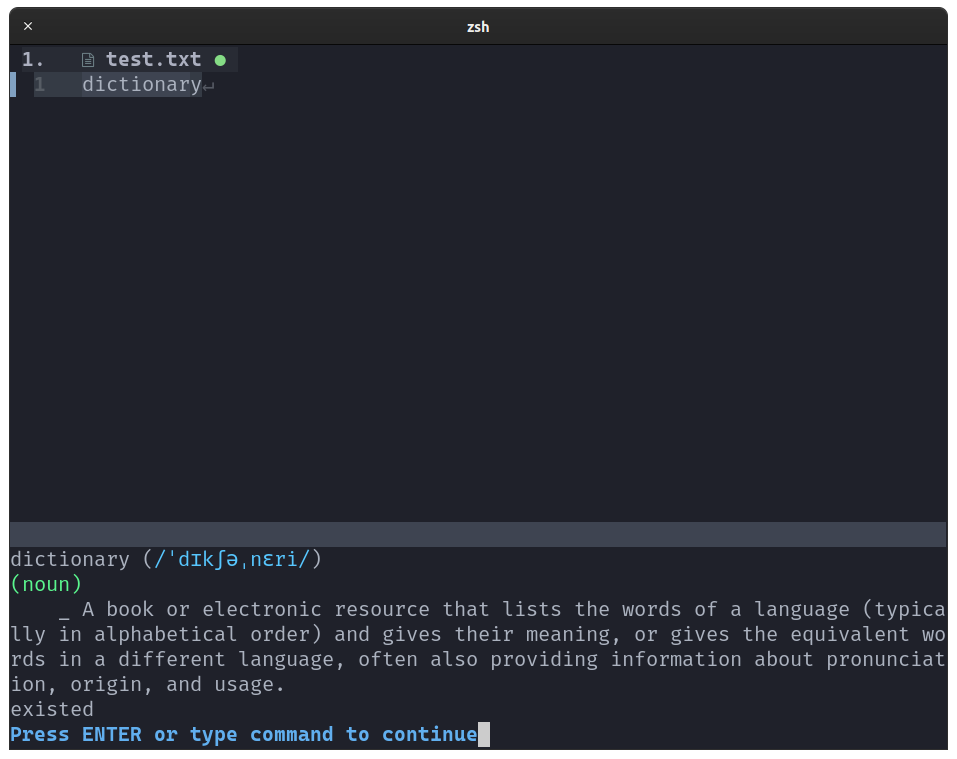 × zsh
1. test.txt ●
1 dictionary↵
dictionary (/ˈdɪkʃəˌnɛri/)
(noun)
_ A book or electronic resource that lists the words of a language (typica
lly in alphabetical order) and gives their meaning, or gives the equivalent wo
rds in a different language, often also providing information about pronunciat
ion, origin, and usage.
existed
Press ENTER or type command to continue